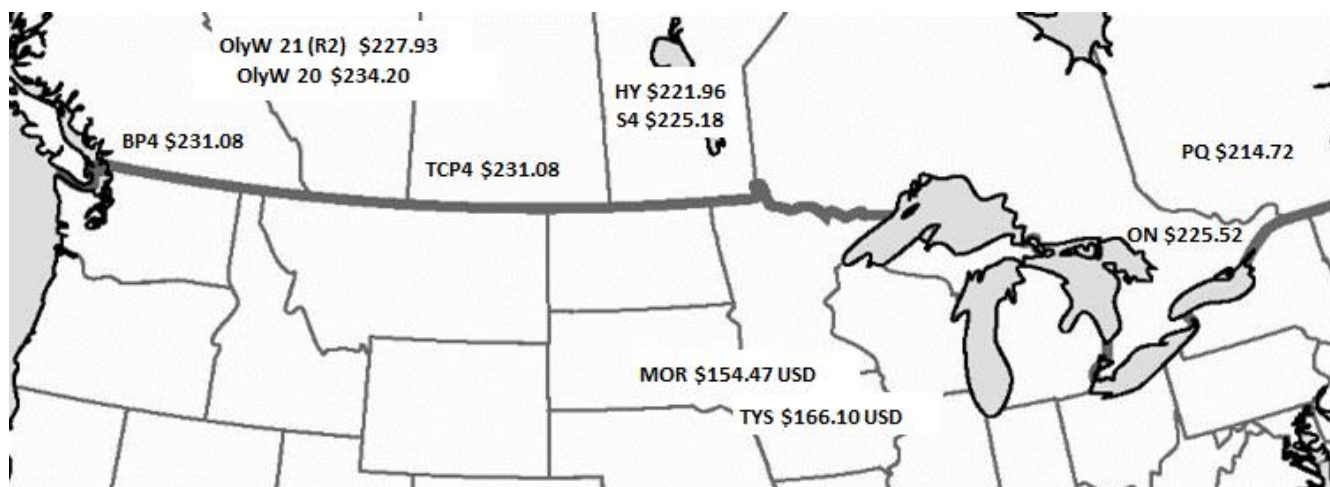 OlyW 21 (R2) $227.93
OlyW 20 $234.20
HY $221.96
S4 $225.18
BP4 $231.08
TCP4 $231.08
PQ $214.72
ON $225.52
MOR $154.47 USD
TYS $166.10 USD